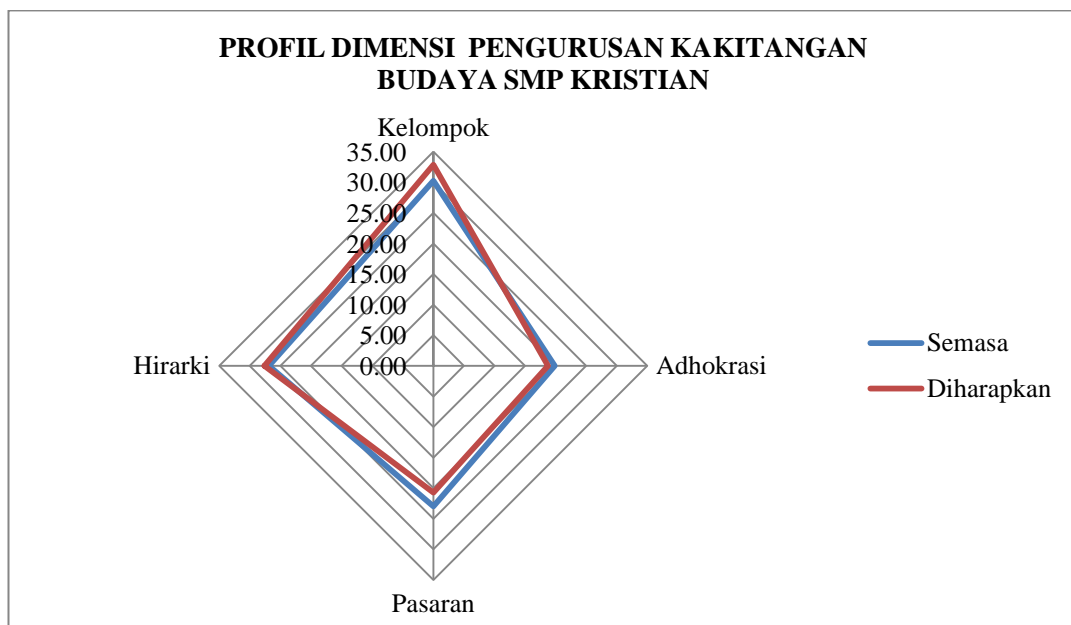 PROFIL DIMENSI PENGURUSAN KAKITANGAN
BUDAYA SMP KRISTIAN
Kelompok
35.00
30.00
25.00
20.00
15.00
10.00
5.00
0.00
Hirarki
Adhokrasi
Pasaran
Semasa
Diharapkan